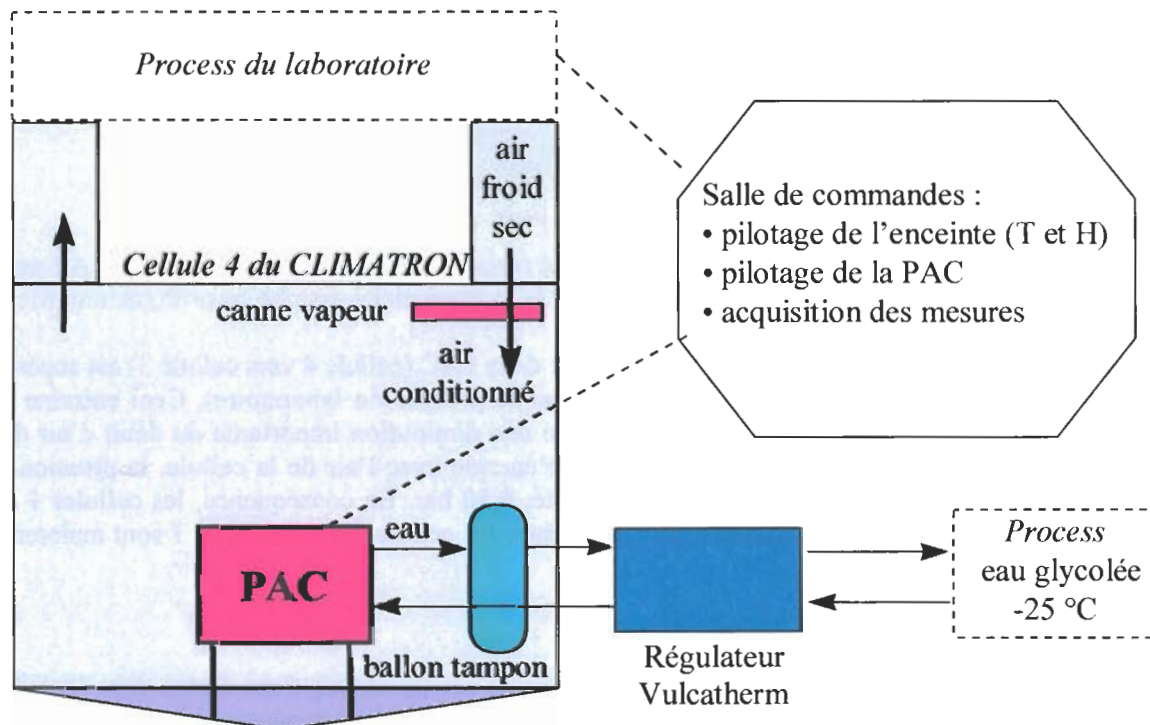 Process du laboratoire
air
froid
sec
Cellule 4 du CLIMATRON
canne vapeur
air
conditionné
Salle de commandes :
• pilotage de l'enceinte (T et H)
• pilotage de la PAC
• acquisition des mesures
PAC
eau
ballon tampon
Régulateur
Vulcatherm
Process
eau glycolée
-25 °C